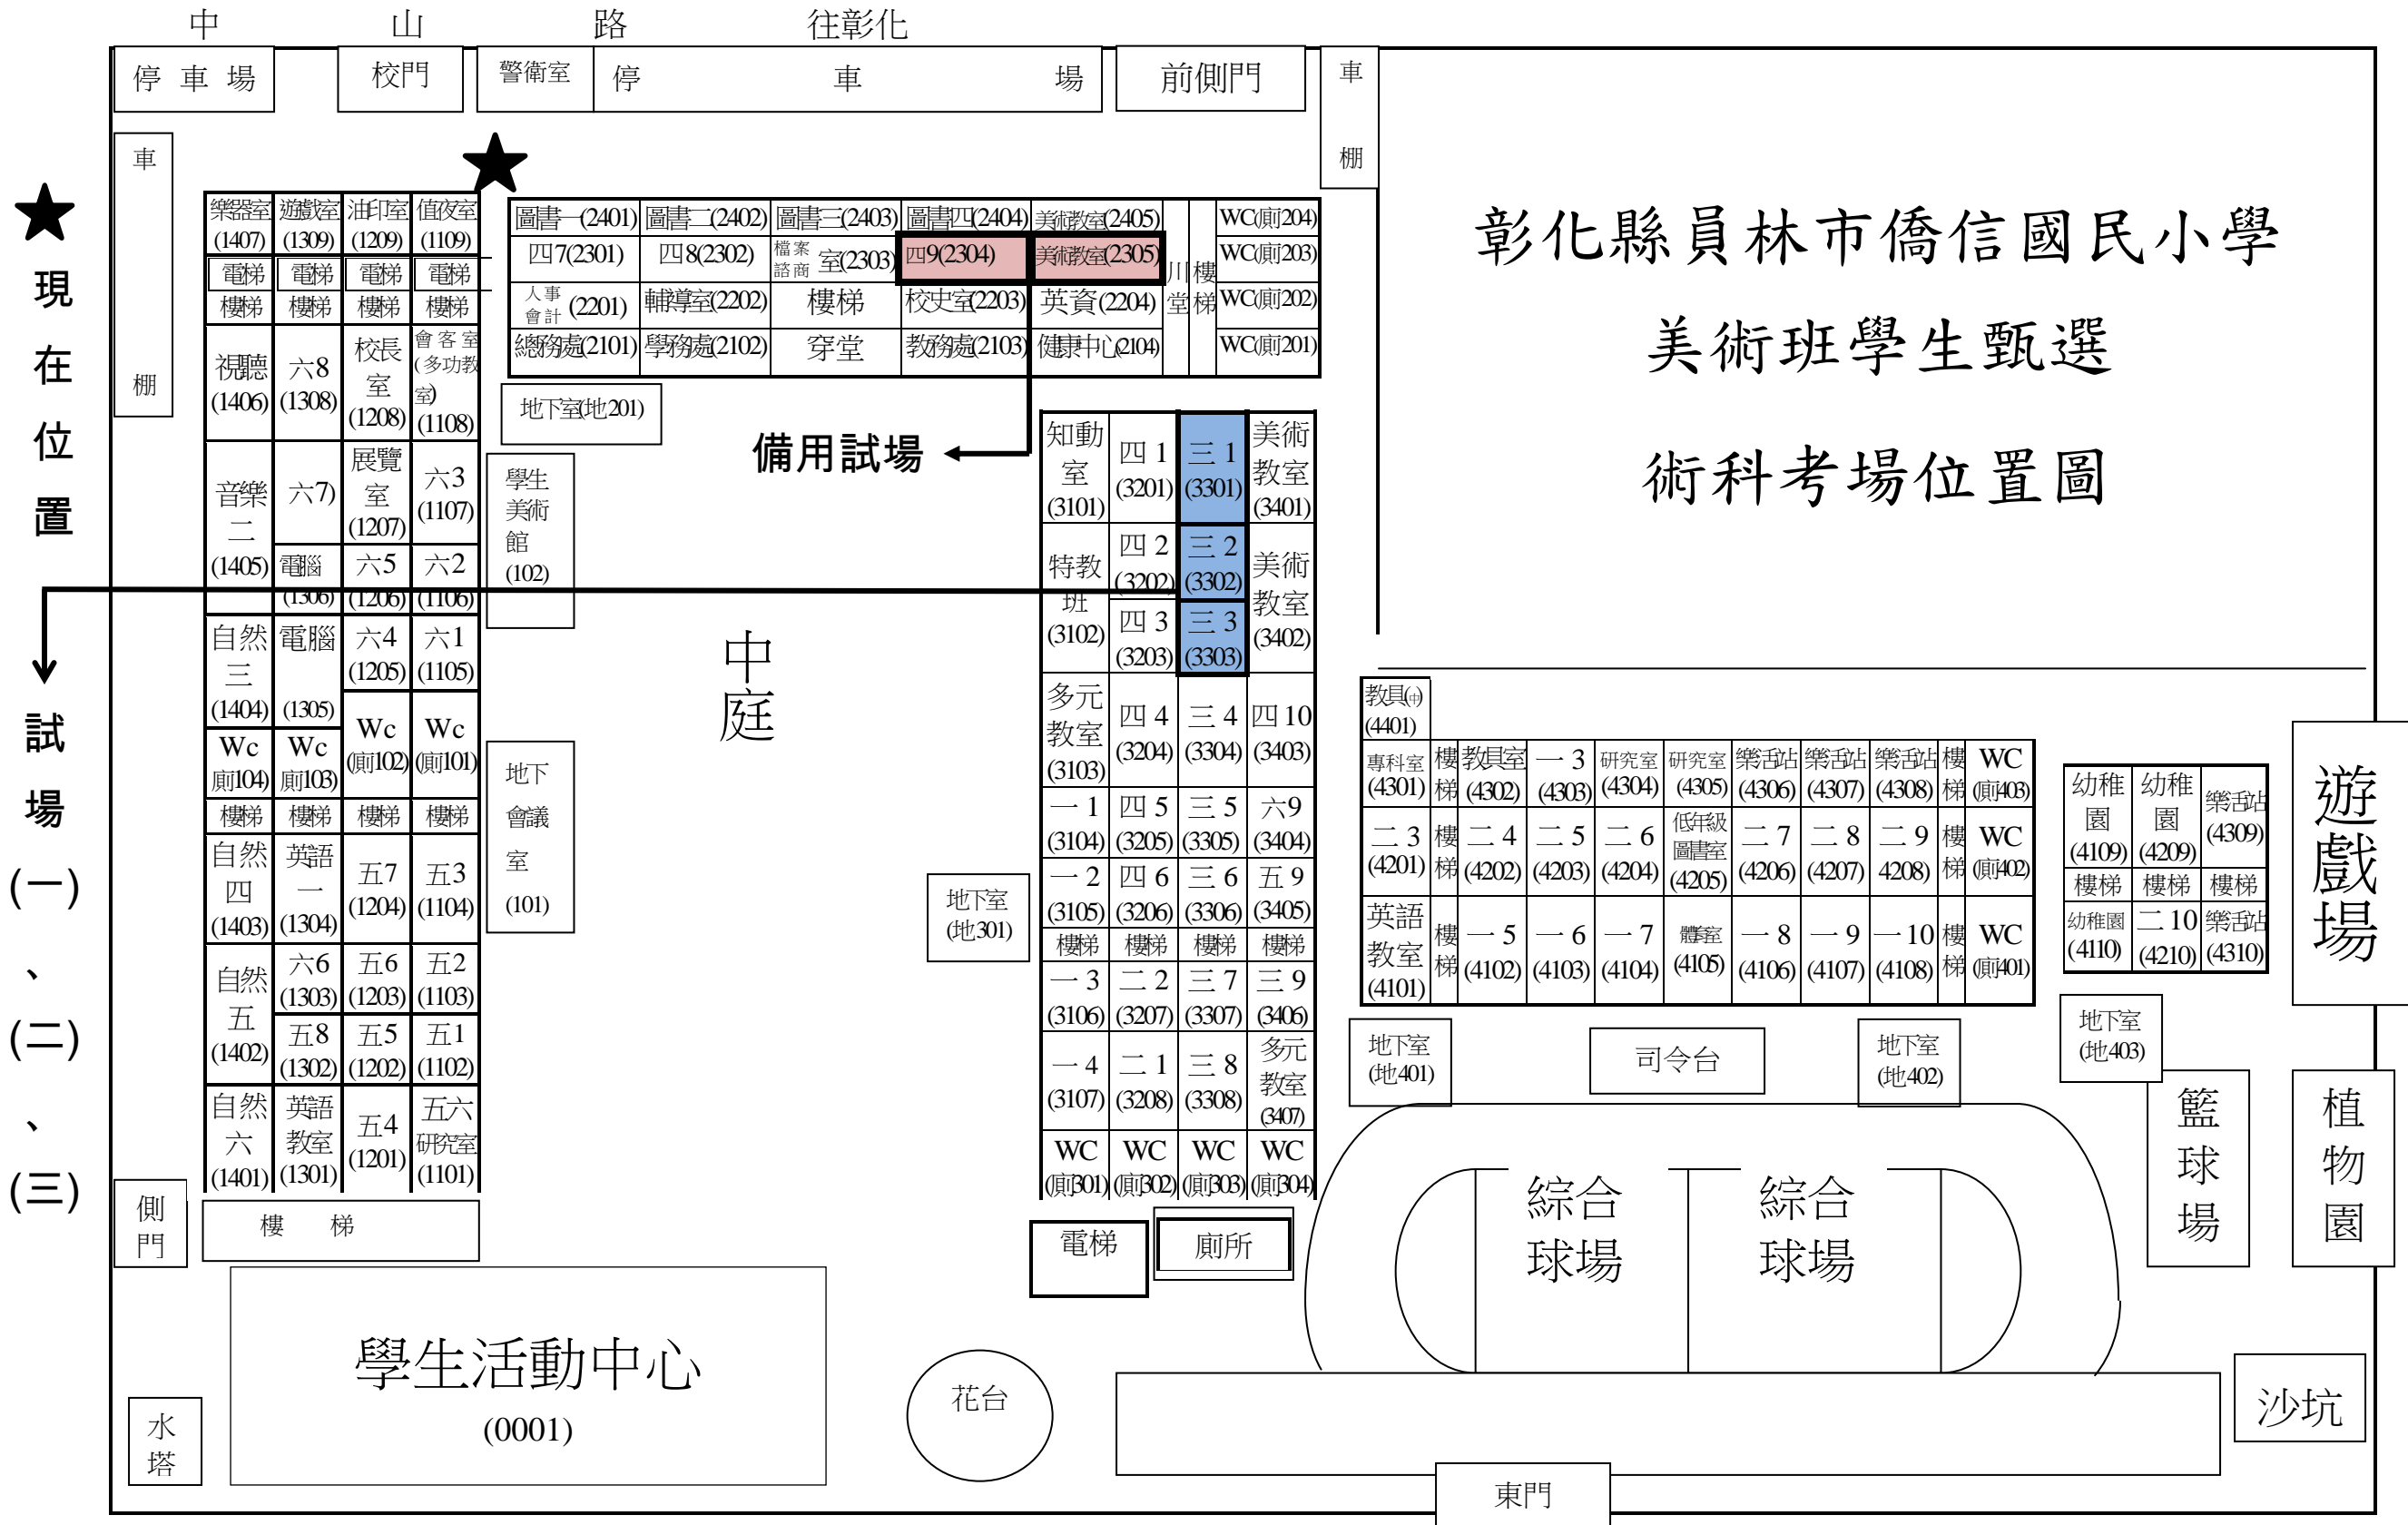 中 山 路 往彰化
停車場
校門
警衛室
停 車 場
前側門
車棚
車棚
★現在位置
試場(一)、(二)、(三)
彰化縣員林市僑信國民小學
美術班學生甄選
術科考場位置圖
樂器室 遊戲室 油印室 值夜室
(1407) (1309) (1209) (1109)
電梯 電梯 電梯 電梯
樓梯 樓梯 樓梯 樓梯
視聽(1406) 六8(1308) 校長室(1208) 會客室(多功教室)(1108)
音樂二(1405) 六7) 展覽室(1207) 六3(1107)
電腦(1306) 六5(1206) 六2(1106)
自然三(1404) 電腦(1305) 六4(1205) 六1(1105)
Wc廁104) Wc廁103) Wc(廁102) Wc(廁101)
樓梯 樓梯 樓梯 樓梯
自然四(1403) 英語一(1304) 五7(1204) 五3(1104)
自然五(1402) 六6(1303) 五6(1203) 五2(1103)
五8(1302) 五5(1202) 五1(1102)
自然六(1401) 英語教室(1301) 五4(1201) 五六研究室(1101)
樓 梯
側門
圖書一(2401) 圖書二(2402) 圖書三(2403) 圖書四(2404) 美術教室(2405) WC(廁204)
四7(2301) 四8(2302) 檔案諮商室(2303) 四9(2304) 美術教室(2305) WC(廁203)
人事會計(2201) 輔導室(2202) 樓梯 校史室(2203) 英資(2204) WC(廁202)
總務處(2101) 學務處(2102) 穿堂 教務處(2103) 健康中心(2104) WC(廁201)
川堂 樓梯
地下室(地201)
備用試場
學生美術館(102)
地下會議室(101)
中庭
地下室(地301)
知動室(3101) 四1(3201) 三1(3301) 美術教室(3401)
特教班(3102) 四2(3202) 三2(3302) 美術教室(3402)
四3(3203) 三3(3303)
多元教室(3103) 四4(3204) 三4(3304) 四10(3403)
一1(3104) 四5(3205) 三5(3305) 六9(3404)
一2(3105) 四6(3206) 三6(3306) 五9(3405)
樓梯 樓梯 樓梯 樓梯
一3(3106) 二2(3207) 三7(3307) 三9(3406)
一4(3107) 二1(3208) 三8(3308) 多元教室(3407)
WC(廁301) WC(廁302) WC(廁303) WC(廁304)
電梯
廁所
教具(中)(4401)
專科室(4301) 樓梯 教具室(4302) 一3(4303) 研究室(4304) 研究室(4305) 樂活站(4306) 樂活站(4307) 樂活站(4308) 樓梯 WC(廁403)
二3(4201) 樓梯 二4(4202) 二5(4203) 二6(4204) 低年級圖書室(4205) 二7(4206) 二8(4207) 二9 4208) 樓梯 WC(廁402)
英語教室(4101) 樓梯 一5(4102) 一6(4103) 一7(4104) 體育室(4105) 一8(4106) 一9(4107) 一10(4108) 樓梯 WC(廁401)
幼稚園(4109) 幼稚園(4209) 樂活站(4309)
樓梯 樓梯 樓梯
幼稚園(4110) 二10(4210) 樂活站(4310)
遊戲場
地下室(地401)
司令台
地下室(地402)
地下室(地403)
籃球場
植物園
綜合球場
綜合球場
學生活動中心
(0001)
水塔
花台
沙坑
東門